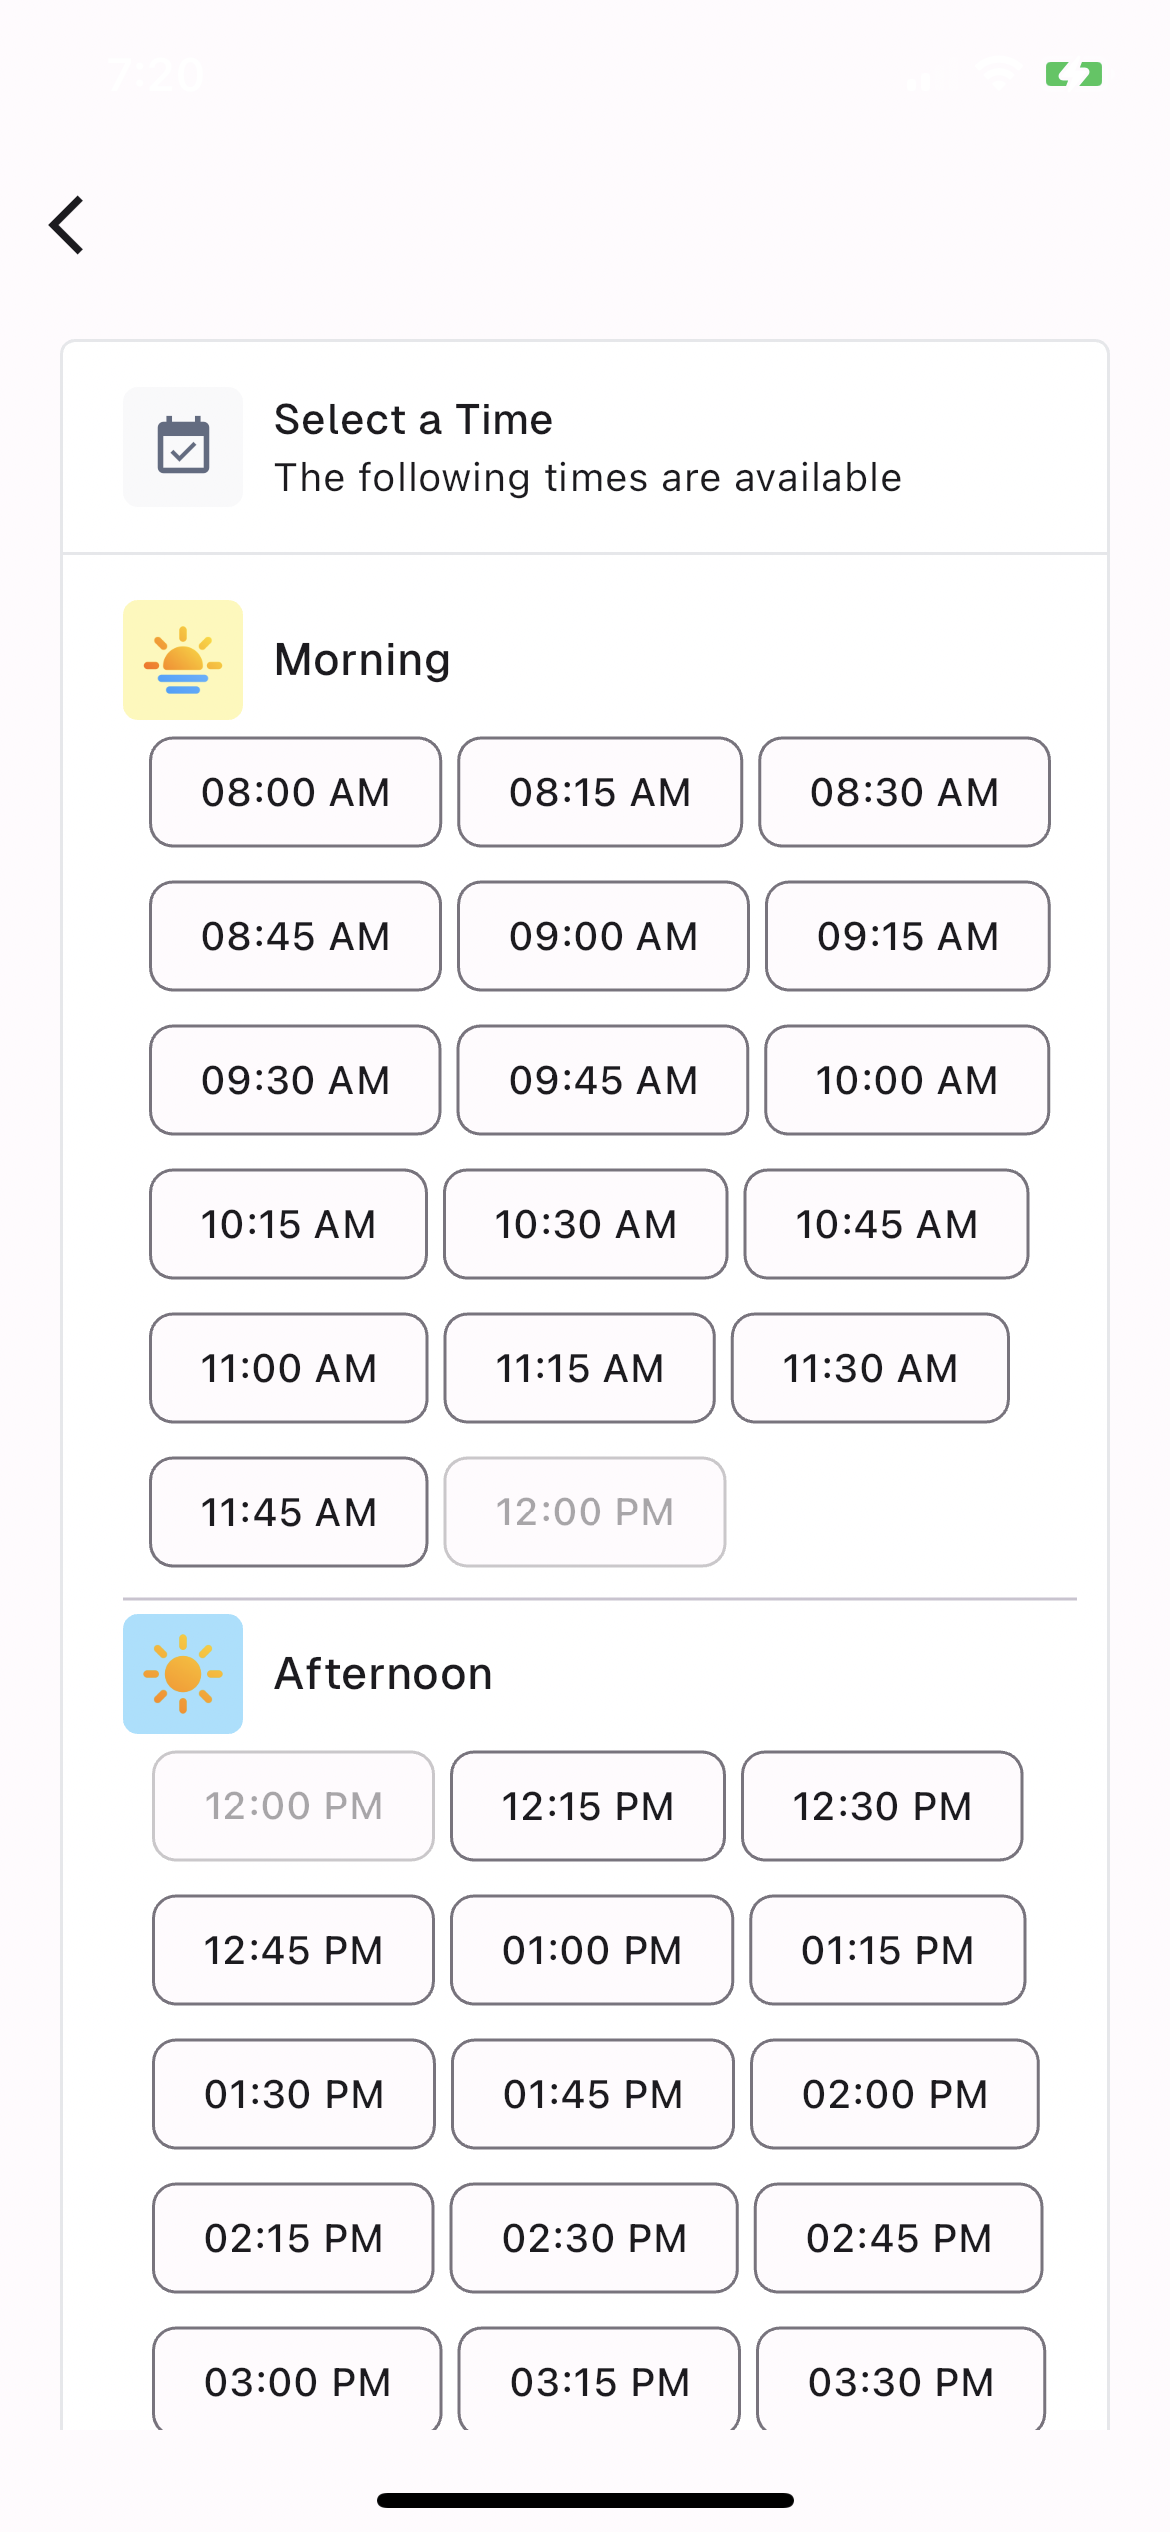 7:20
Select a Time
The following times are available
Morning
08:00 AM 08:15 AM 08:30 AM
08:45 AM 09:00 AM 09:15 AM
09:30 AM 09:45 AM 10:00 AM
10:15 AM 10:30 AM 10:45 AM
11:00 AM 11:15 AM 11:30 AM
11:45 AM 12:00 PM
Afternoon
12:00 PM 12:15 PM 12:30 PM
12:45 PM 01:00 PM 01:15 PM
01:30 PM 01:45 PM 02:00 PM
02:15 PM 02:30 PM 02:45 PM
03:00 PM 03:15 PM 03:30 PM